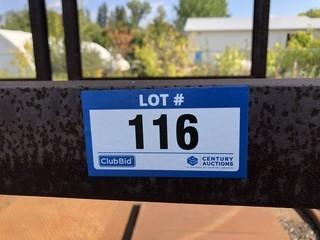 LOT #
116
ClubBid
CENTURY
AUCTIONS